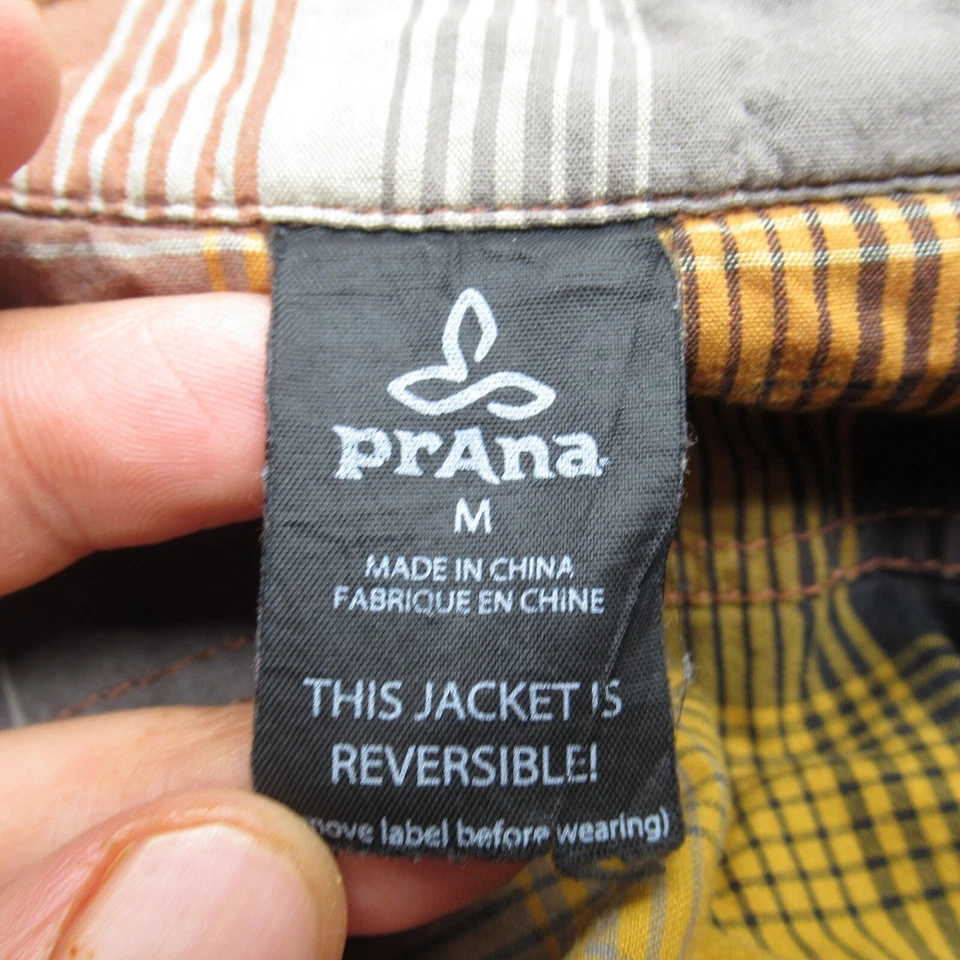 prAna
M
MADE IN CHINA
FABRIQUE EN CHINE
THIS JACKET IS
REVERSIBLE!
label before wearing)